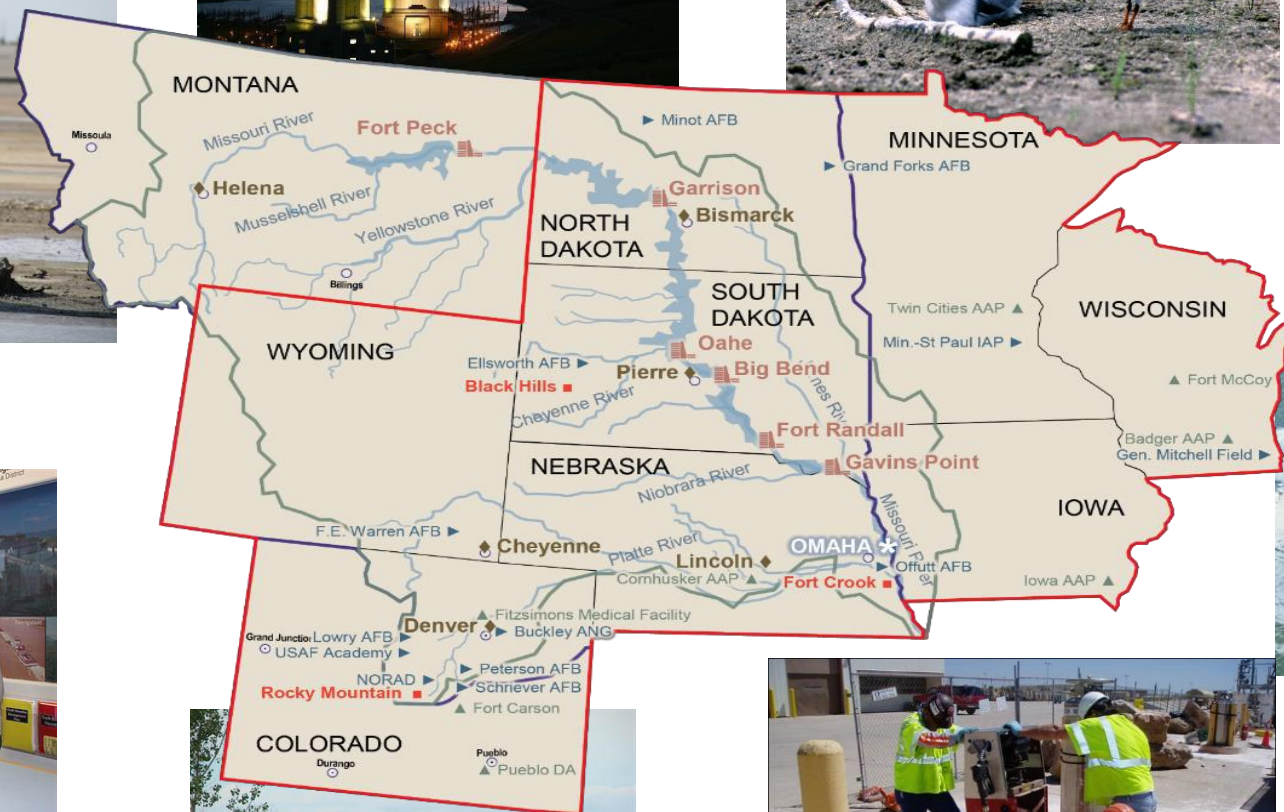 MONTANA
Missoula
Missouri River
Fort Peck
Helena
Musselshell River
Yellowstone River
Billings
Minot AFB
MINNESOTA
Grand Forks AFB
Garrison
Bismarck
NORTH
DAKOTA
SOUTH
DAKOTA
Twin Cities AAP
WISCONSIN
WYOMING
Oahe
Min.-St Paul IAP
Ellsworth AFB
Pierre
Big Bend
Black Hills
Fort McCoy
Cheyenne River
Fort Randall
Badger AAP
Gen. Mitchell Field
NEBRASKA
Gavins Point
Niobrara River
IOWA
Missouri River
F.E. Warren AFB
Cheyenne
Platte River
OMAHA
Lincoln
Offutt AFB
Cornhusker AAP
Fort Crook
Iowa AAP
Fitzsimons Medical Facility
Denver
Buckley ANG
Grand Junctio
Lowry AFB
USAF Academy
Peterson AFB
NORAD
Schriever AFB
Rocky Mountain
Fort Carson
COLORADO
Durango
Pueblo
Pueblo DA